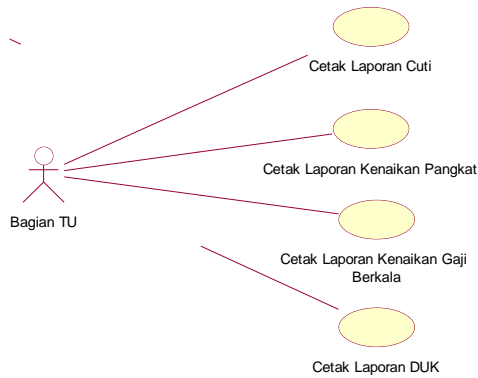 Cetak Laporan Cuti
Cetak Laporan Kenaikan Pangkat
Bagian TU
Cetak Laporan Kenaikan Gaji
Berkala
Cetak Laporan DUK